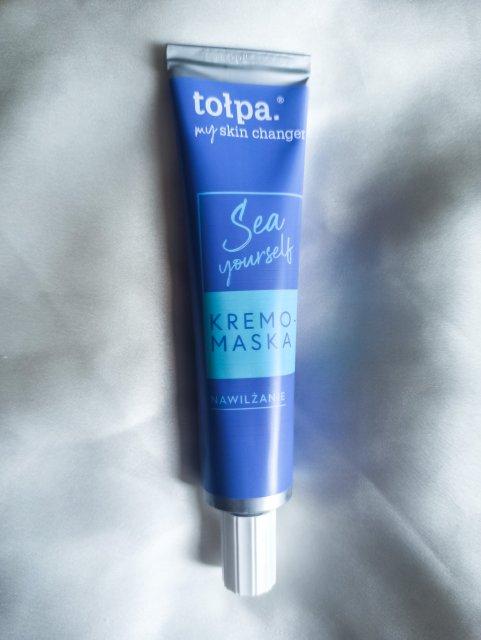 tołpa.®
my skin changer
Sea
yourself
KREMO-
MASKA
NAWILŻANIE